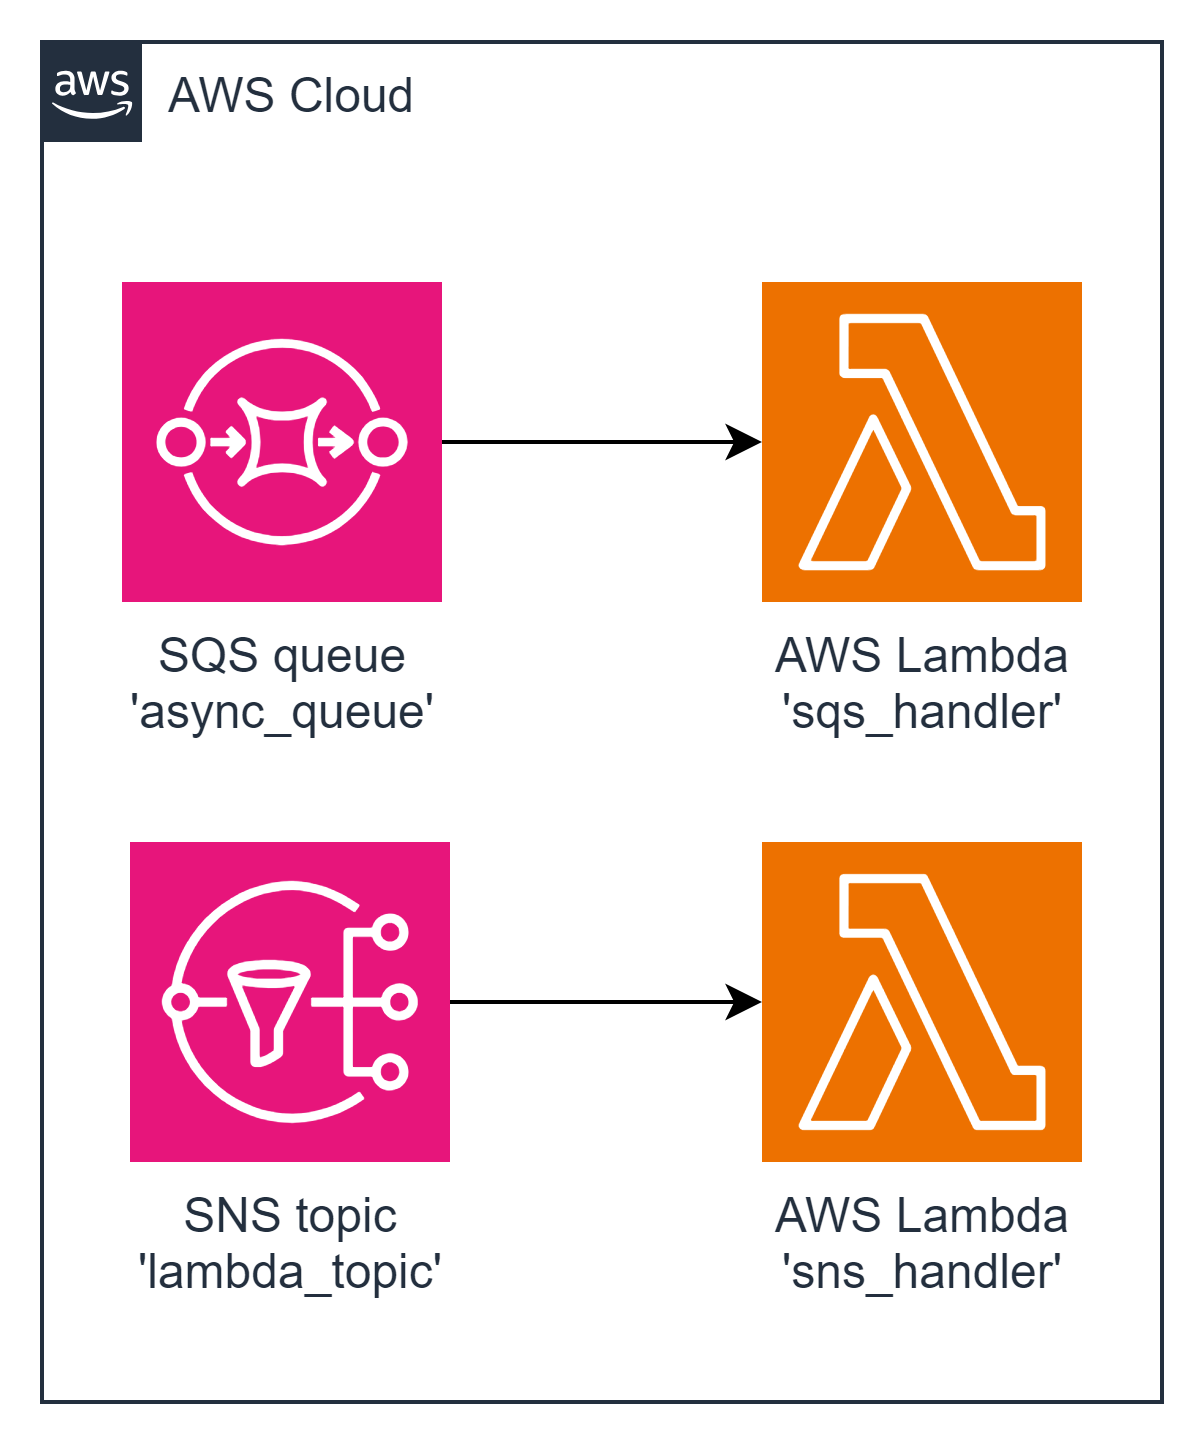 aws
AWS Cloud
SQS queue
'async_queue'
AWS Lambda
'sqs_handler'
SNS topic
'lambda_topic'
AWS Lambda
'sns_handler'